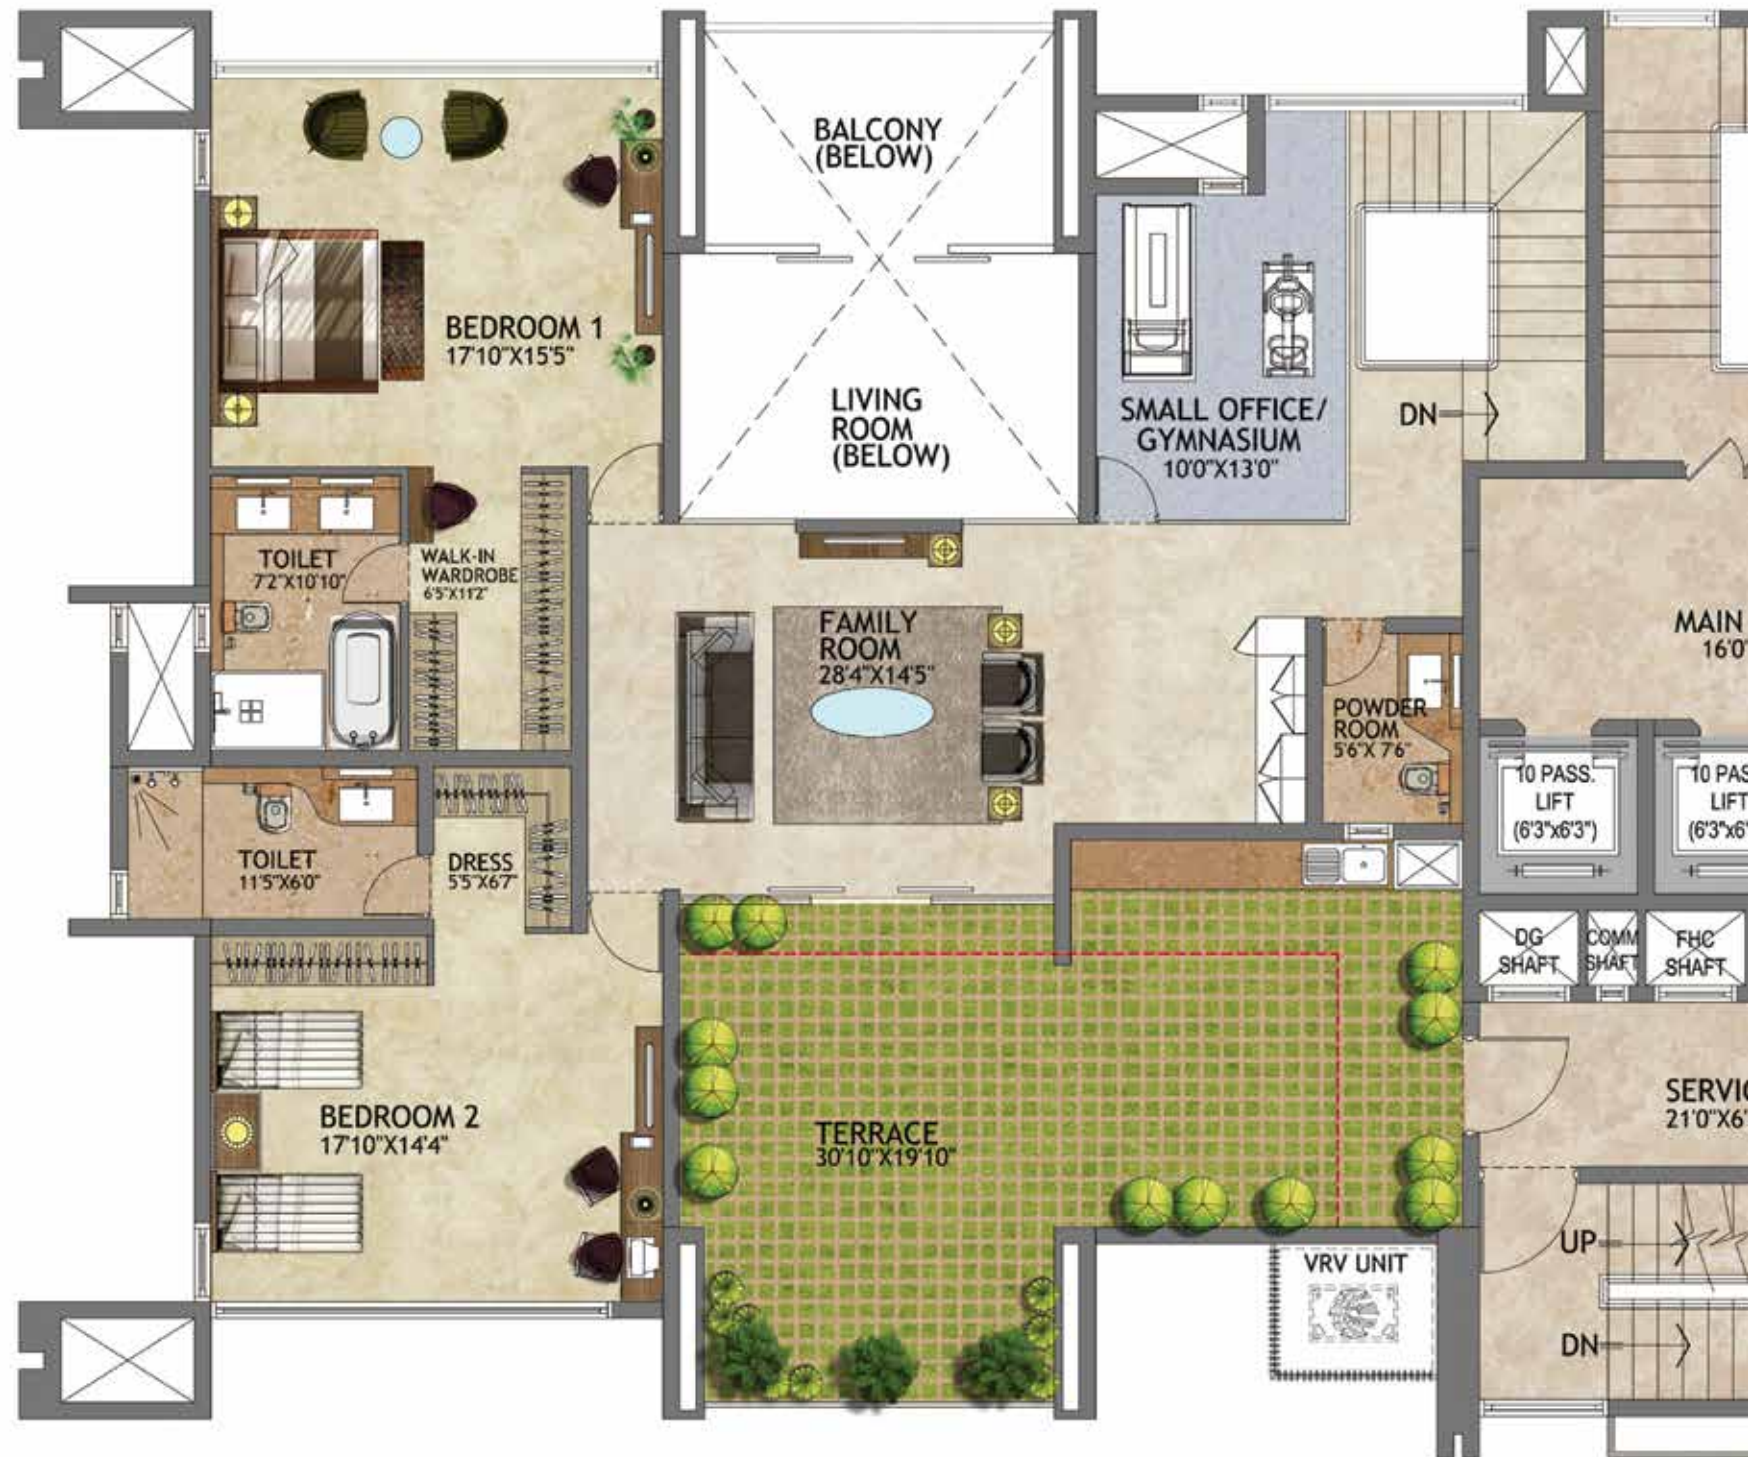 BALCONY
(BELOW)
BEDROOM 1
17'10"X15'5"
LIVING
ROOM
(BELOW)
SMALL OFFICE/
GYMNASIUM
10'0"X13'0"
DN
TOILET
7'2"X10'10"
WALK-IN
WARDROBE
6'5"X11'2"
FAMILY
ROOM
28'4"X14'5"
MAIN
16'0"
POWDER
ROOM
5'6"X 7'6"
10 PASS.
LIFT
(6'3"x6'3")
10 PAS
LIFT
(6'3"x6'
TOILET
11'5"X6'0"
DRESS
5'5"X6'7"
DG
SHAFT
COMM
SHAFT
FHC
SHAFT
BEDROOM 2
17'10"X14'4"
TERRACE
30'10"X19'10"
SERVIC
21'0"X6'
UP
VRV UNIT
DN